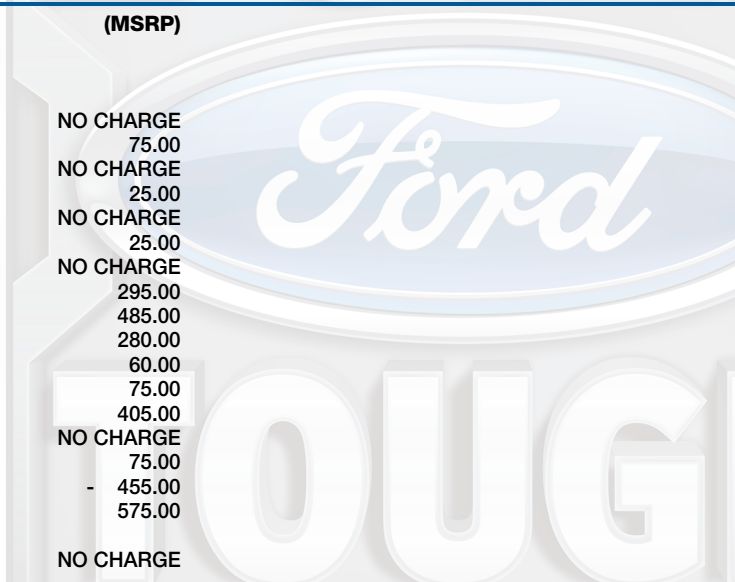 (MSRP)
NO CHARGE
75.00
NO CHARGE
25.00
NO CHARGE
25.00
NO CHARGE
295.00
485.00
280.00
60.00
75.00
405.00
NO CHARGE
75.00
- 455.00
575.00
NO CHARGE
Ford
TOUG